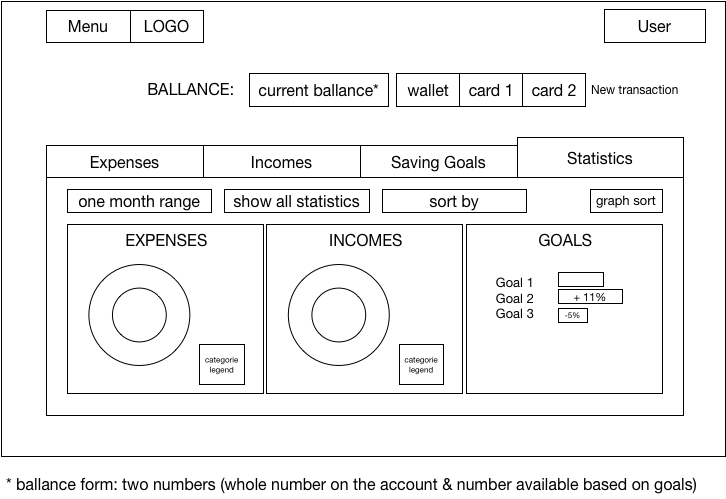 Menu LOGO User
BALLANCE: current ballance* wallet card 1 card 2 New transaction
Expenses Incomes Saving Goals Statistics
one month range show all statistics sort by graph sort
EXPENSES INCOMES GOALS
Goal 1
Goal 2 + 11%
Goal 3 -5%
categorie categorie
legend legend
* ballance form: two numbers (whole number on the account & number available based on goals)